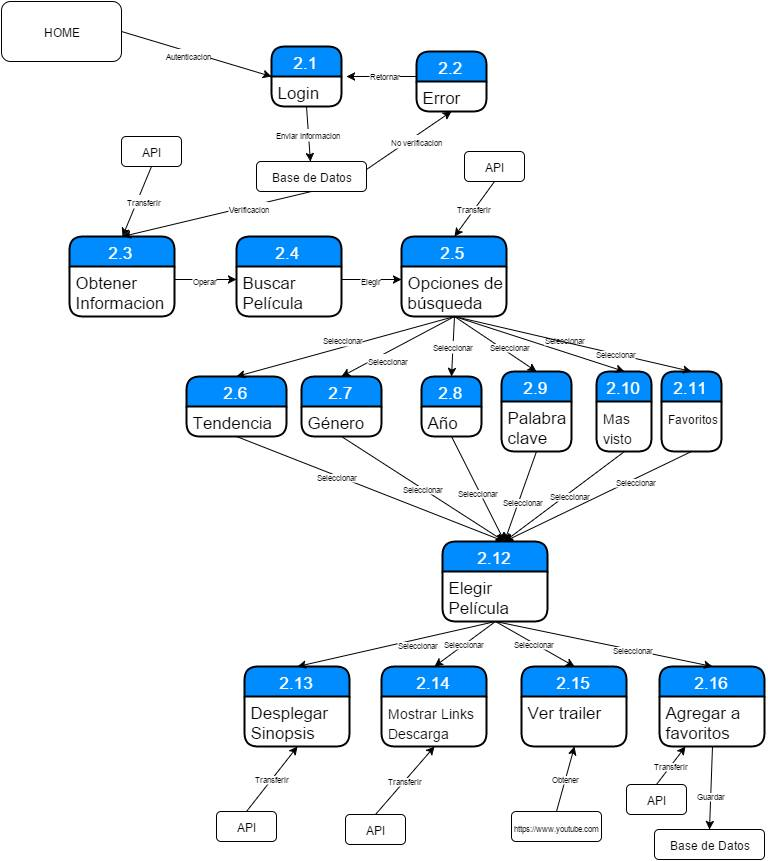 HOME
Autenticacion
2.1
Login
2.2
Error
Retornar
Enviar Informacion
No verificacion
API
Base de Datos
API
Transferir
Verificacion
Transferir
2.3
Obtener
Informacion
Operar
2.4
Buscar
Película
Elegir
2.5
Opciones de
búsqueda
Seleccionar
Seleccionar
Seleccionar
Seleccionar
Seleccionar
Seleccionar
2.6
Tendencia
2.7
Género
2.8
Año
2.9
Palabra
clave
2.10
Mas
visto
2.11
Favoritos
Seleccionar
Seleccionar
Seleccionar
Seleccionar
Seleccionar
Seleccionar
2.12
Elegir
Película
Seleccionar
Seleccionar
Seleccionar
Seleccionar
2.13
Desplegar
Sinopsis
2.14
Mostrar Links
Descarga
2.15
Ver trailer
2.16
Agregar a
favoritos
Transferir
Transferir
Obtener
Transferir
Guardar
API
API
https://www.youtube.com
API
Base de Datos